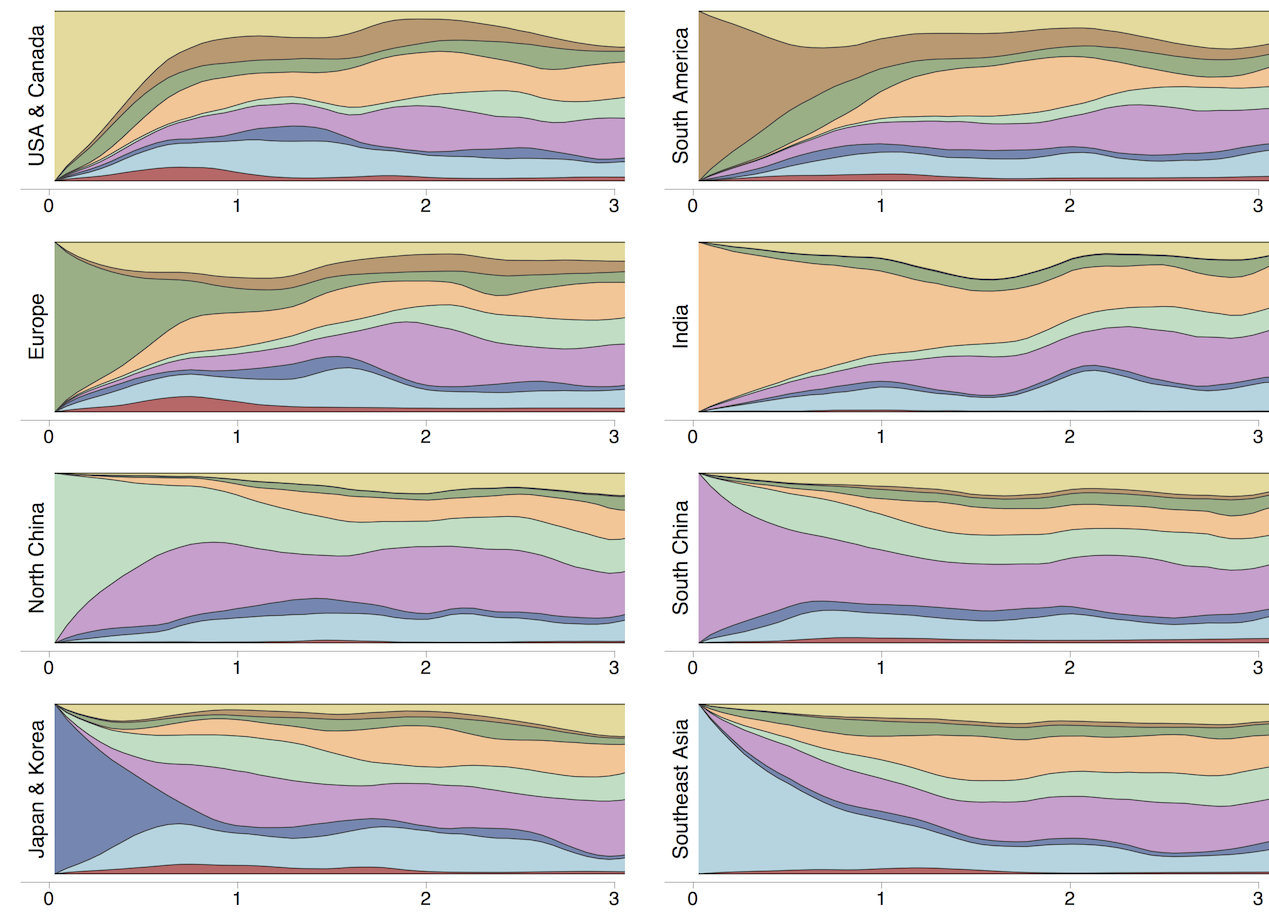 USA & Canada
0 1 2 3
South America
0 1 2 3
Europe
0 1 2 3
India
0 1 2 3
North China
0 1 2 3
South China
0 1 2 3
Japan & Korea
0 1 2 3
Southeast Asia
0 1 2 3